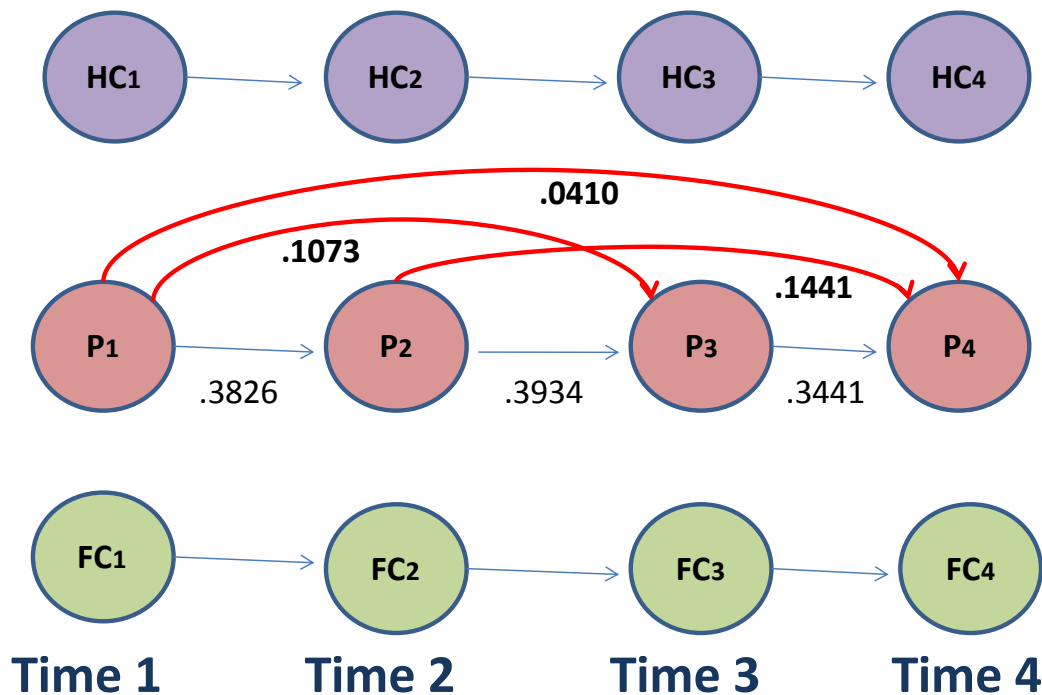 HC1 HC2 HC3 HC4
.0410
.1073
.1441
P1 P2 P3 P4
.3826 .3934 .3441
FC1 FC2 FC3 FC4
Time 1 Time 2 Time 3 Time 4